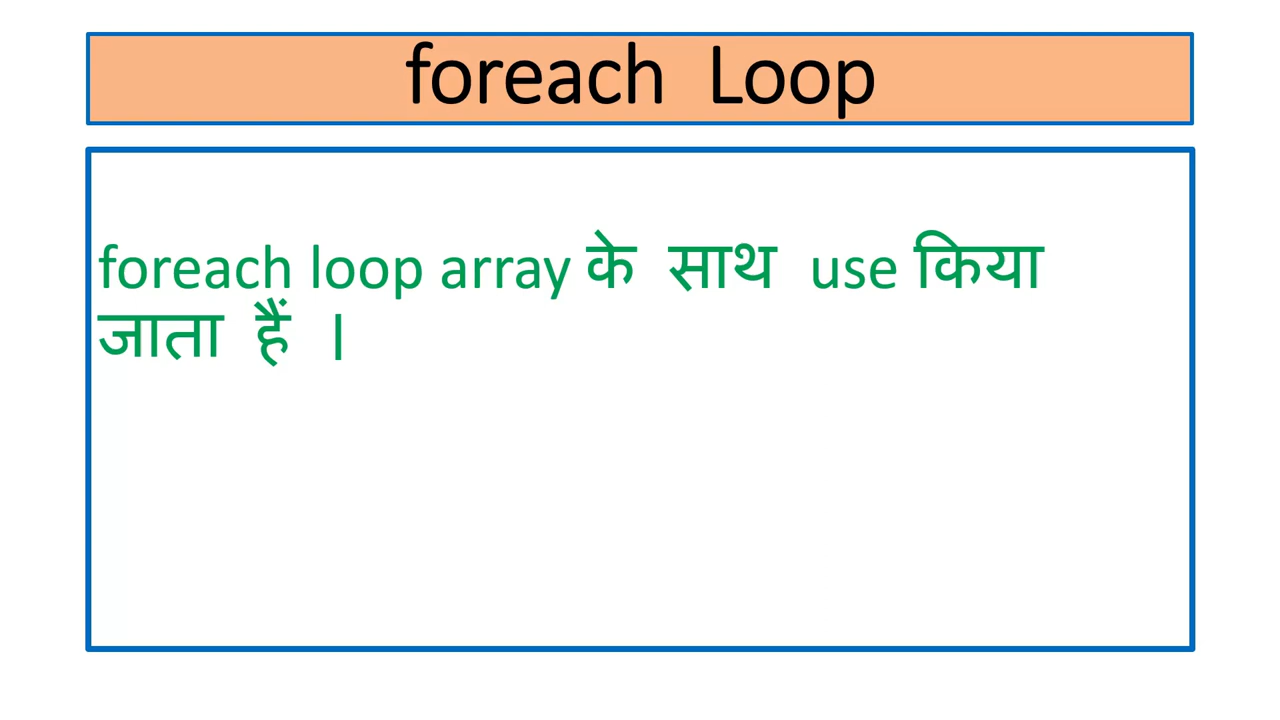 foreach Loop
foreach loop array के साथ use किया
जाता हैं ।